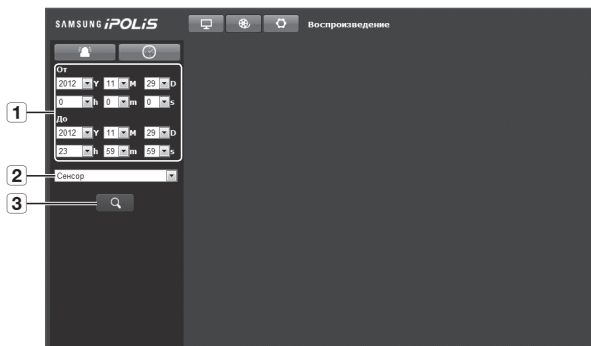 SAMSUNG iPOLiS Воспроизведение
От
2012 Y 11 M 29 D
0 h 0 m 0 s
До
2012 Y 11 M 29 D
23 h 59 m 59 s
Сенсор
1
2
3